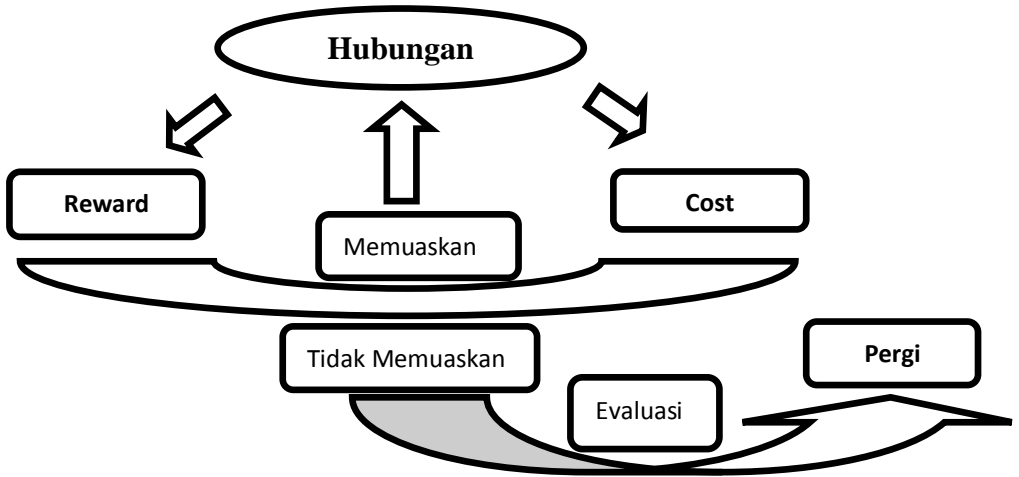 Hubungan
Reward
Cost
Memuaskan
Tidak Memuaskan
Pergi
Evaluasi